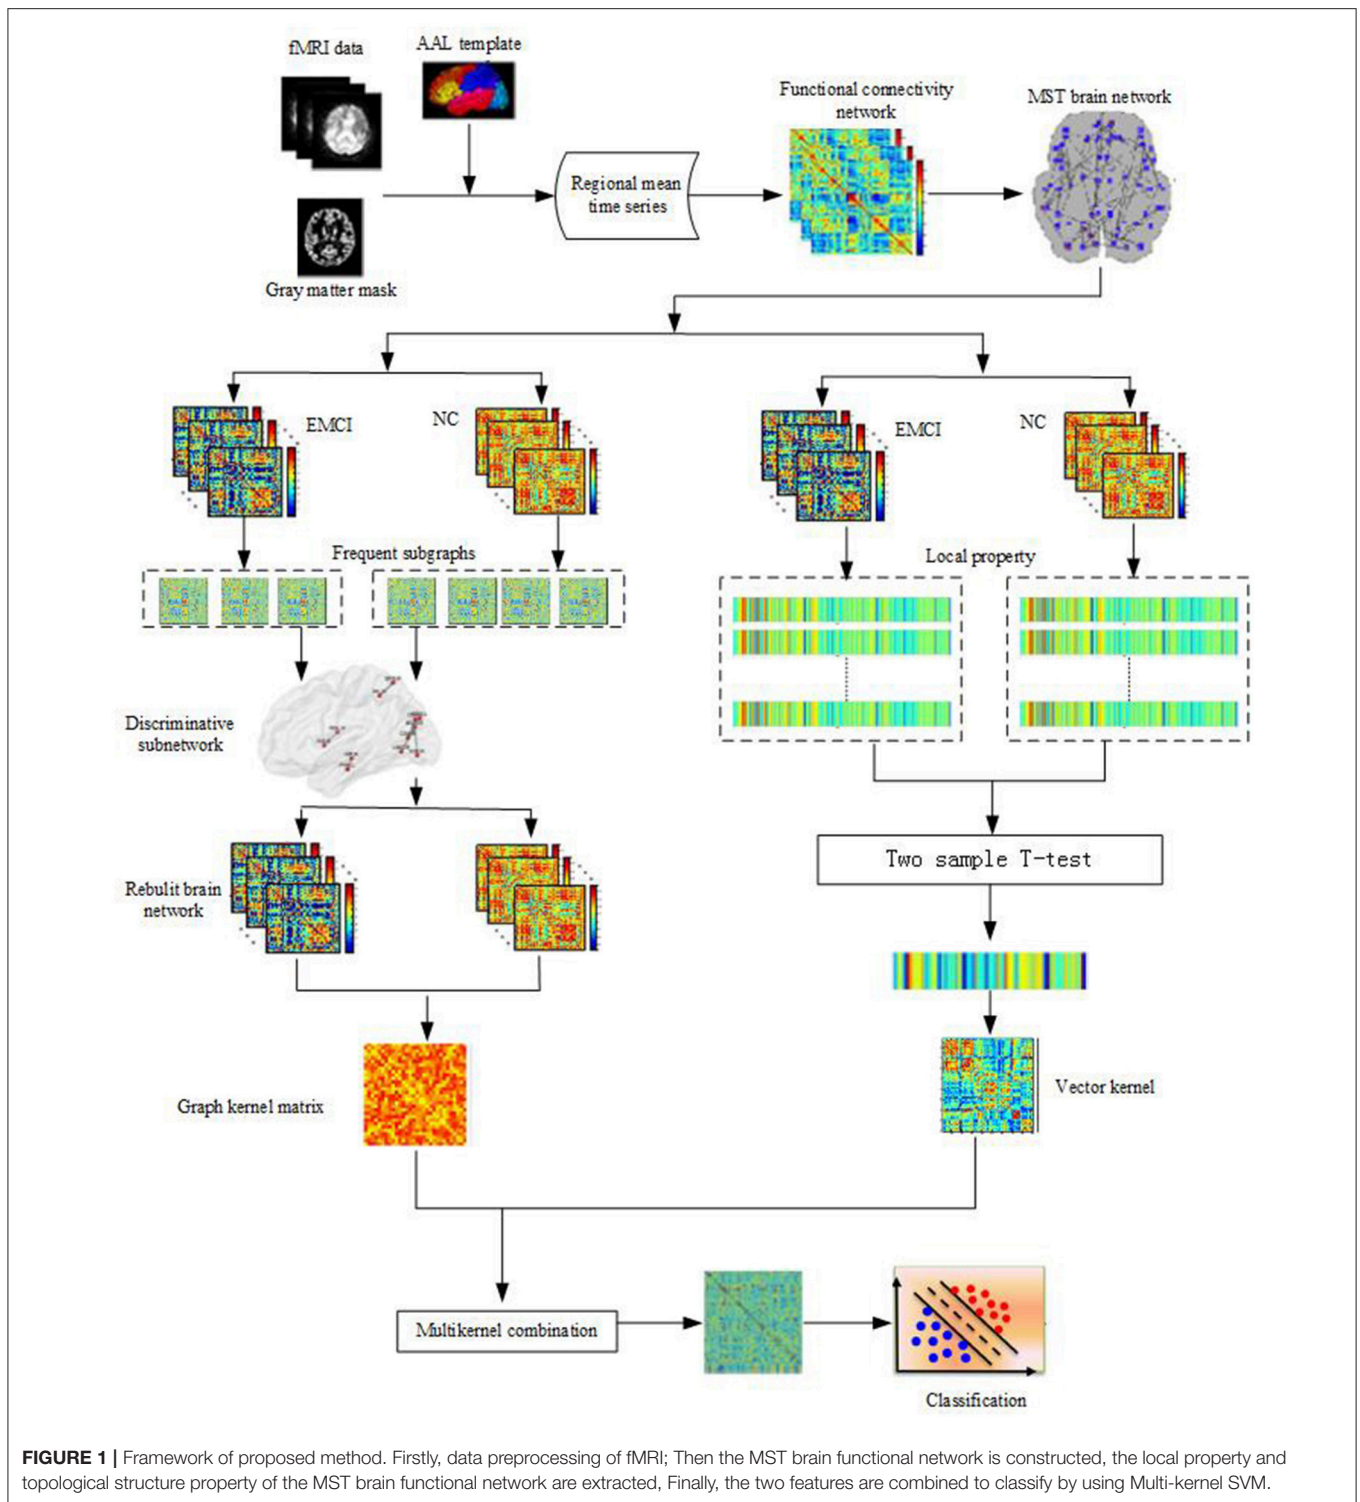 fMRI data
AAL template
Functional connectivity
network
MST brain network
Regional mean
time series
Gray matter mask
EMCI
NC
EMCI
NC
Frequent subgraphs
Local property
Discriminative
subnetwork
Two sample T-test
Rebulit brain
network
Graph kernel matrix
Vector kernel
Multikernel combination
Classification
FIGURE 1 | Framework of proposed method. Firstly, data preprocessing of fMRI; Then the MST brain functional network is constructed, the local property and
topological structure property of the MST brain functional network are extracted, Finally, the two features are combined to classify by using Multi-kernel SVM.